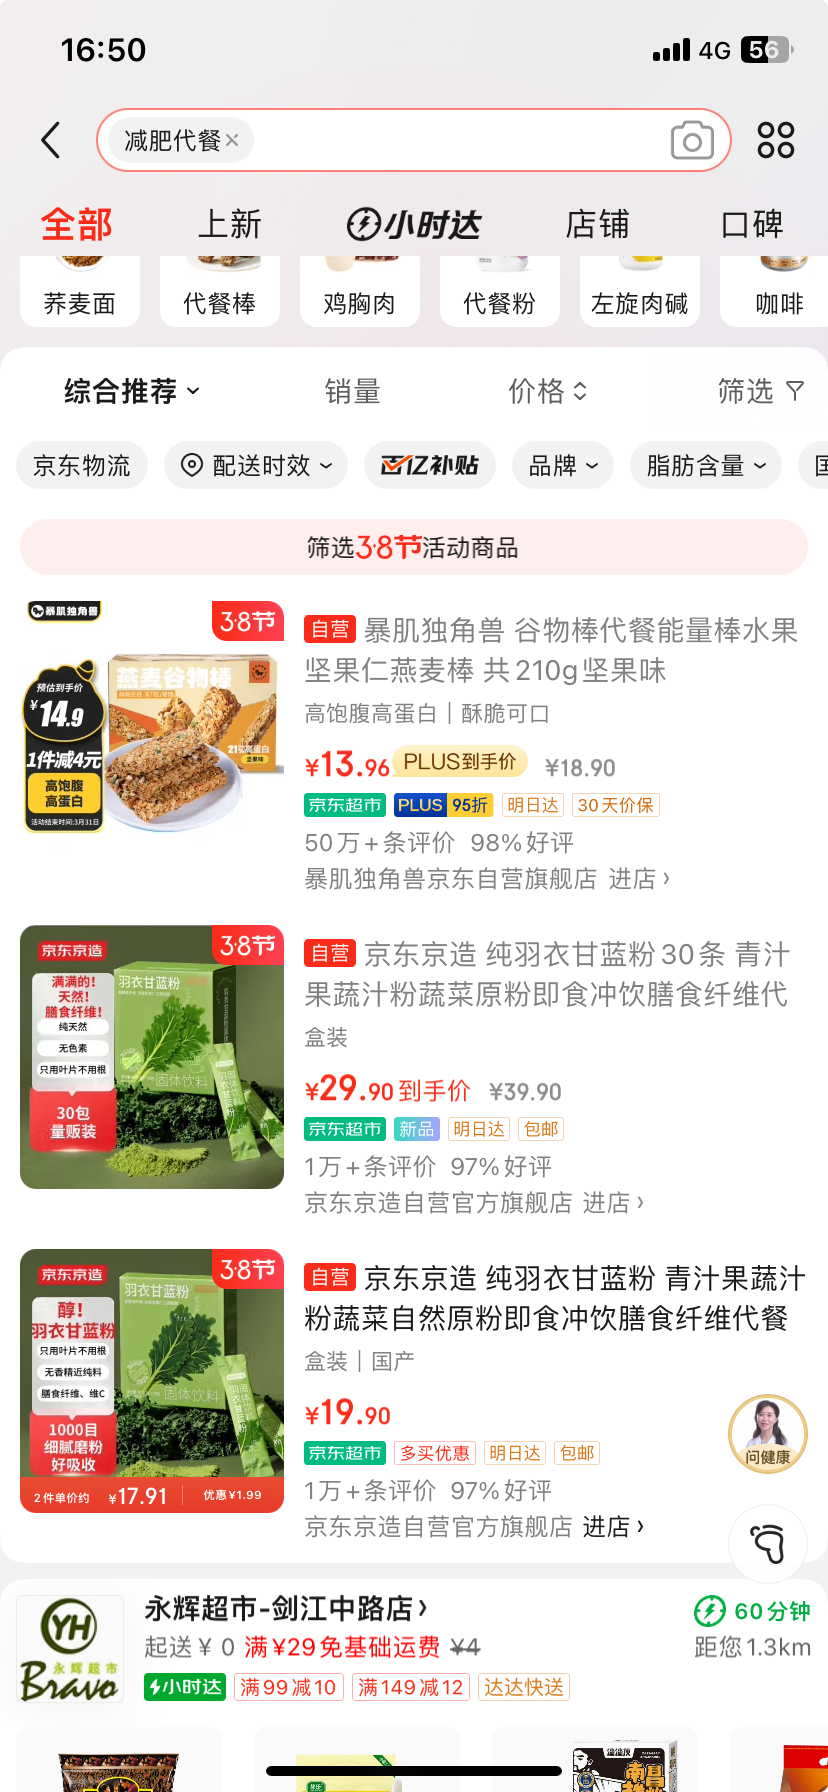 16:50
4G 56
减肥代餐×
全部 上新 小时达 店铺 口碑
荞麦面 代餐棒 鸡胸肉 代餐粉 左旋肉碱 咖啡
综合推荐 销量 价格 筛选
京东物流 配送时效 百亿补贴 品牌 脂肪含量
筛选3·8节活动商品
暴肌独角兽
3·8节
燕麦谷物棒
预估到手价
¥14.9
1件减4元
高饱腹
高蛋白
活动结束时间:3月31日
坚果味
自营 暴肌独角兽 谷物棒代餐能量棒水果
坚果仁燕麦棒 共210g坚果味
高饱腹高蛋白 | 酥脆可口
¥13.96 PLUS到手价 ¥18.90
京东超市 PLUS 95折 明日达 30天价保
50万+条评价 98%好评
暴肌独角兽京东自营旗舰店 进店›
京东京造
3·8节
满满的!
天然!
膳食纤维!
纯天然
无色素
只用叶片不用根
30包
量贩装
羽衣甘蓝粉
固体饮料
自营 京东京造 纯羽衣甘蓝粉30条 青汁
果蔬汁粉蔬菜原粉即食冲饮膳食纤维代
盒装
¥29.90到手价 ¥39.90
京东超市 新品 明日达 包邮
1万+条评价 97%好评
京东京造自营官方旗舰店 进店›
京东京造
3·8节
醇!
羽衣甘蓝粉
只用叶片不用根
无香精近纯料
膳食纤维、维C
1000目
细腻磨粉
好吸收
羽衣甘蓝粉
固体饮料
2件单价约 ¥17.91 优惠¥1.99
自营 京东京造 纯羽衣甘蓝粉 青汁果蔬汁
粉蔬菜自然原粉即食冲饮膳食纤维代餐
盒装 | 国产
¥19.90
京东超市 多买优惠 明日达 包邮
1万+条评价 97%好评
京东京造自营官方旗舰店 进店›
问健康
YH
永辉超市
Bravo
永辉超市-剑江中路店›
60分钟
起送¥0 满¥29免基础运费 ¥4
距您1.3km
小时达 满99减10 满149减12 达达快送